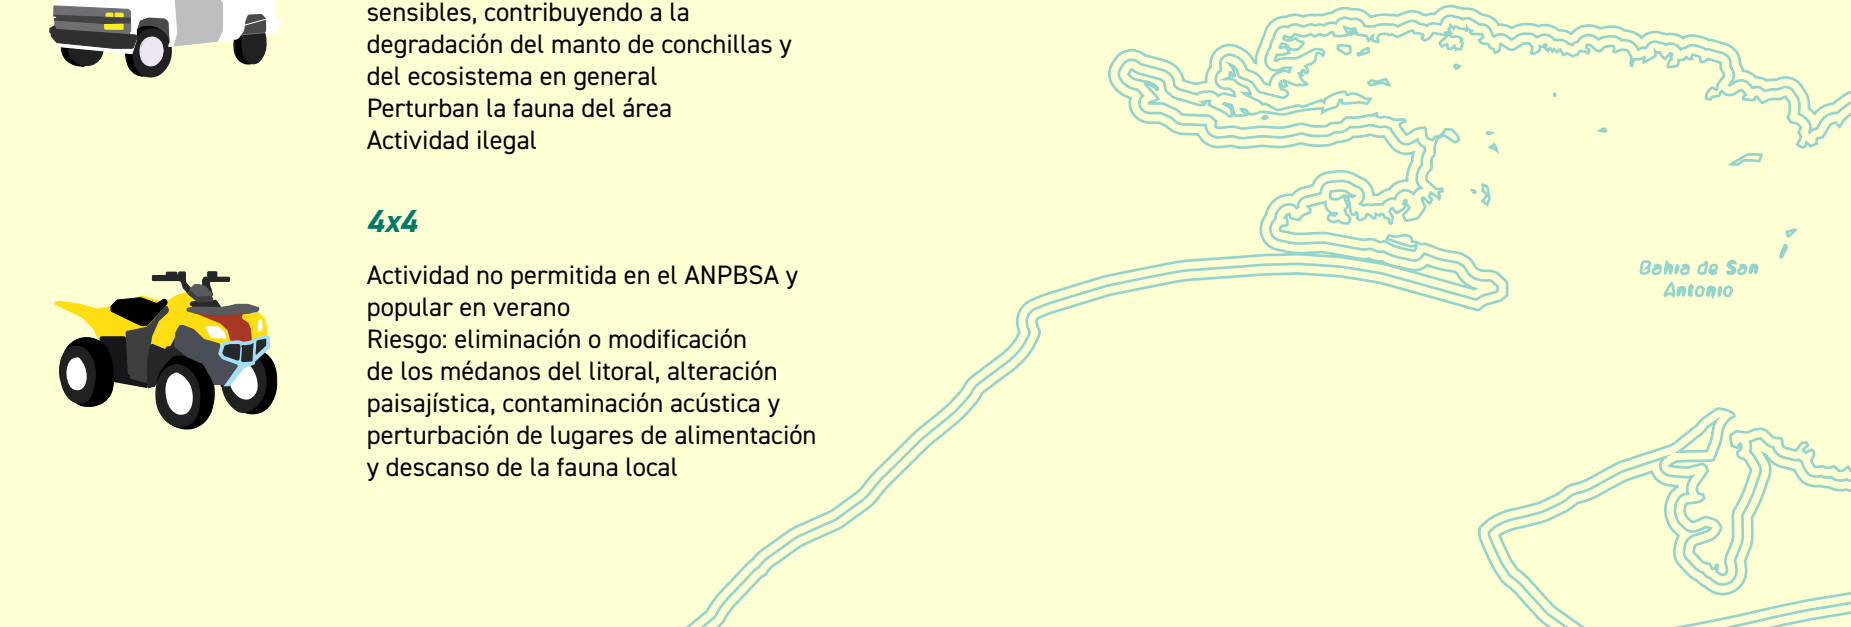 sensibles, contribuyendo a la
degradación del manto de conchillas y
del ecosistema en general
Perturban la fauna del área
Actividad ilegal
4x4
Actividad no permitida en el ANPBSA y
popular en verano
Riesgo: eliminación o modificación
de los médanos del litoral, alteración
paisajística, contaminación acústica y
perturbación de lugares de alimentación
y descanso de la fauna local
Bahia de San
Antonio